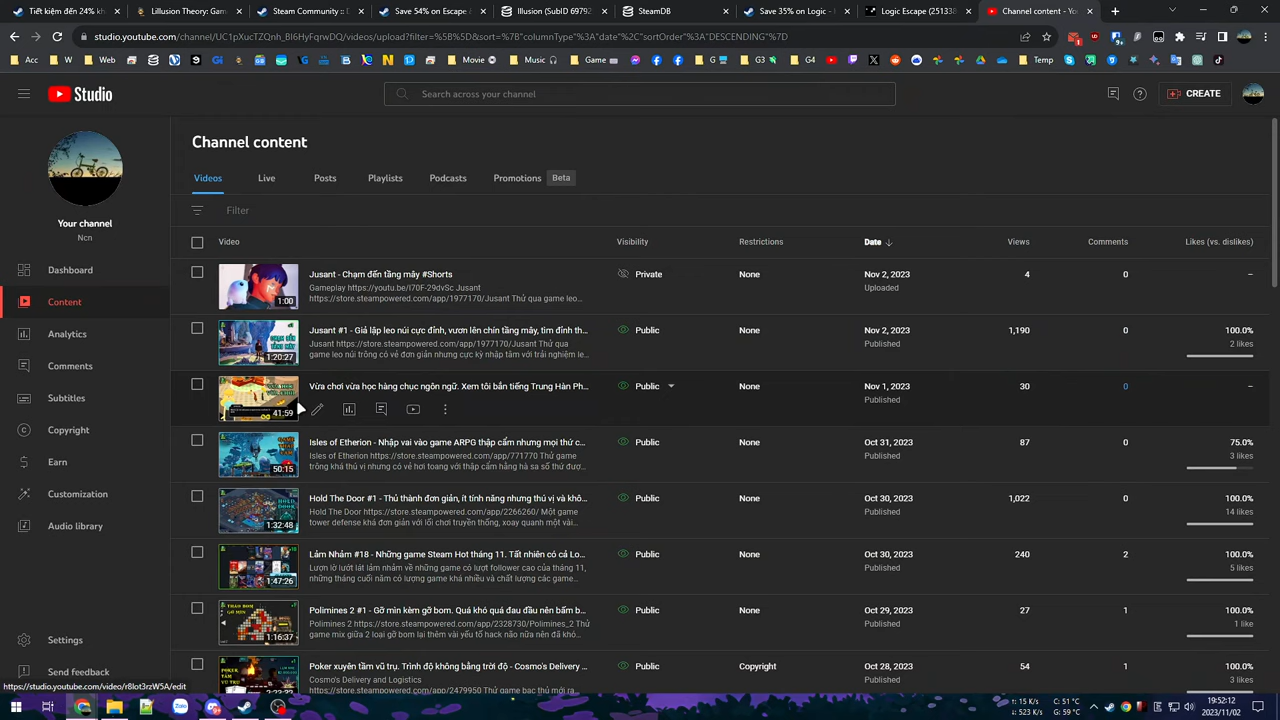 Tiết kiệm đến 24% kh
Lillusion Theory: Gam
Steam Community ::
Save 54% on Escape
Illusion (SubID 69792
SteamDB
Save 35% on Logic
Logic Escape (251338
Channel content - Yo
studio.youtube.com/channel/UC1pXucTZQnh_BI6HyFqrwDQ/videos/upload?filter=%5B%5D&sort=%7B"columnType"%3A"date"%2C"sortOrder"%3A"DESCENDING"%7D
Acc W Web Movie Music Game G G3 G4 Temp
Studio
Search across your channel
CREATE
Channel content
Videos Live Posts Playlists Podcasts Promotions Beta
Filter
Your channel
Ncn
Dashboard
Content
Analytics
Comments
Subtitles
Copyright
Earn
Customization
Audio library
Settings
Send feedback
Video Visibility Restrictions Date Views Comments Likes (vs. dislikes)
1:00
Jusant - Chạm đến tầng mây #Shorts Private None Nov 2, 2023 4 0 –
Gameplay https://youtu.be/I70F-29dvSc Jusant Uploaded
https://store.steampowered.com/app/1977170/Jusant Thử qua game leo...
1:20:27
Jusant #1 - Giả lập leo núi cực đỉnh, vươn lên chín tầng mây, tìm đỉnh th... Public None Nov 2, 2023 1,190 0 100.0%
Jusant https://store.steampowered.com/app/1977170/Jusant Thử qua Published 2 likes
game leo núi trông có vẻ đơn giản nhưng cực kỳ nhập tâm với trải nghiệm le...
41:59
Vừa chơi vừa học hàng chục ngôn ngữ. Xem tôi bắn tiếng Trung Hàn Ph... Public None Nov 1, 2023 30 0 –
Published
50:15
Isles of Etherion - Nhập vai vào game ARPG thập cẩm nhưng mọi thứ c... Public None Oct 31, 2023 87 0 75.0%
Isles of Etherion https://store.steampowered.com/app/771770 Game Published 3 likes
trông khá thú vị nhưng có vẻ hơi toang với thập cẩm hàng hà sa số thứ đượ...
1:32:48
Hold The Door #1 - Thủ thành đơn giản, ít tính năng nhưng thú vị và khô... Public None Oct 30, 2023 1,022 0 100.0%
Hold The Door https://store.steampowered.com/app/2266260/ Một game Published 14 likes
tower defense khá đơn giản với lối chơi truyền thống, xoay quanh một vài...
1:47:26
Lảm Nhảm #18 - Những game Steam Hot tháng 11. Tất nhiên có cả Lo... Public None Oct 30, 2023 240 2 100.0%
Lượn lờ lướt lát lảm nhảm về những game có lượt follower cao của tháng 11, Published 5 likes
những tháng cuối năm có lượng game khá nhiều và chất lượng các game...
1:16:37
Polimines 2 #1 - Gỡ mìn kèm gỡ bom. Quá khó quá đau đầu nên bấm b... Public None Oct 29, 2023 27 0 100.0%
Polimines 2 https://store.steampowered.com/app/2328730/Polimines_2 Thử Published 1 like
game mix giữa 2 loại gỡ bom lại thêm vài yếu tố hack não nữa nên đã khó...
2:22:32
Poker xuyên tâm vũ trụ. Trình độ không bằng trời độ - Cosmo's Delivery ... Public Copyright Oct 28, 2023 54 1 100.0%
Cosmo's Delivery and Logistics Published 3 likes
https://store.steampowered.com/app/2479950 Thử game bạc thử mới ra...
https://studio.youtube.com/video/r8lot3rzW5A/edit
↑: 15 K/s C: 51 °C 19:52:12
↓: 523 K/s G: 59 °C 2023/11/02